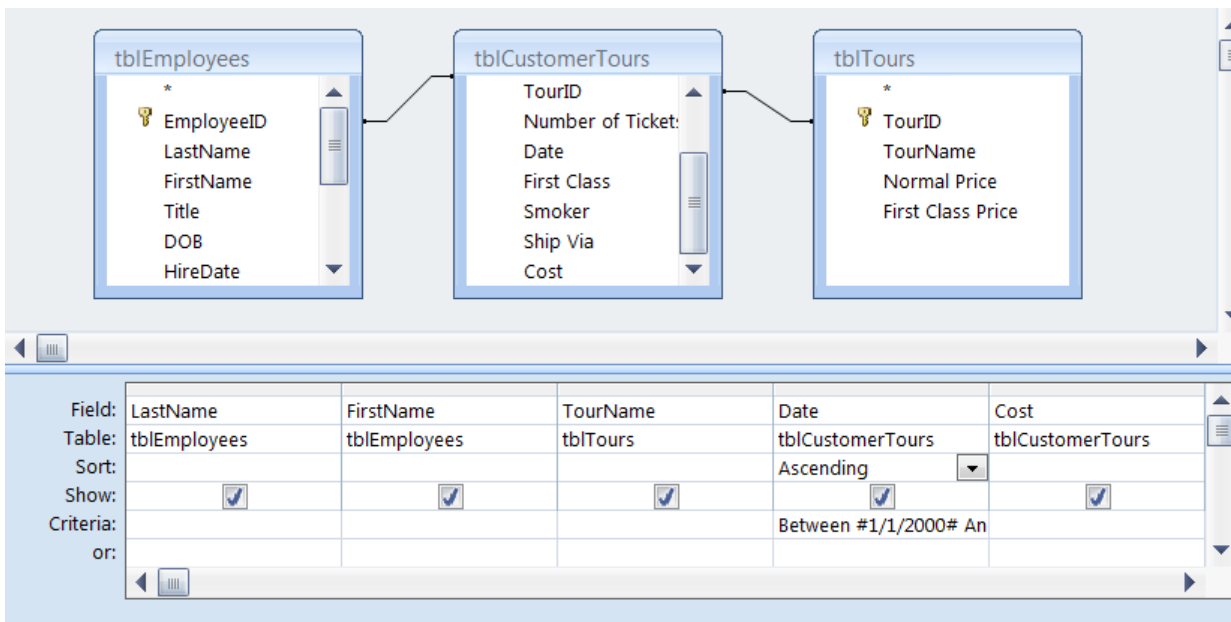 tblEmployees
*
EmployeeID
LastName
FirstName
Title
DOB
HireDate
tblCustomerTours
TourID
Number of Ticket
Date
First Class
Smoker
Ship Via
Cost
tblTours
*
TourID
TourName
Normal Price
First Class Price
Field: LastName FirstName TourName Date Cost
Table: tblEmployees tblEmployees tblTours tblCustomerTours tblCustomerTours
Sort: Ascending
Show:
Criteria: Between #1/1/2000# An
or: